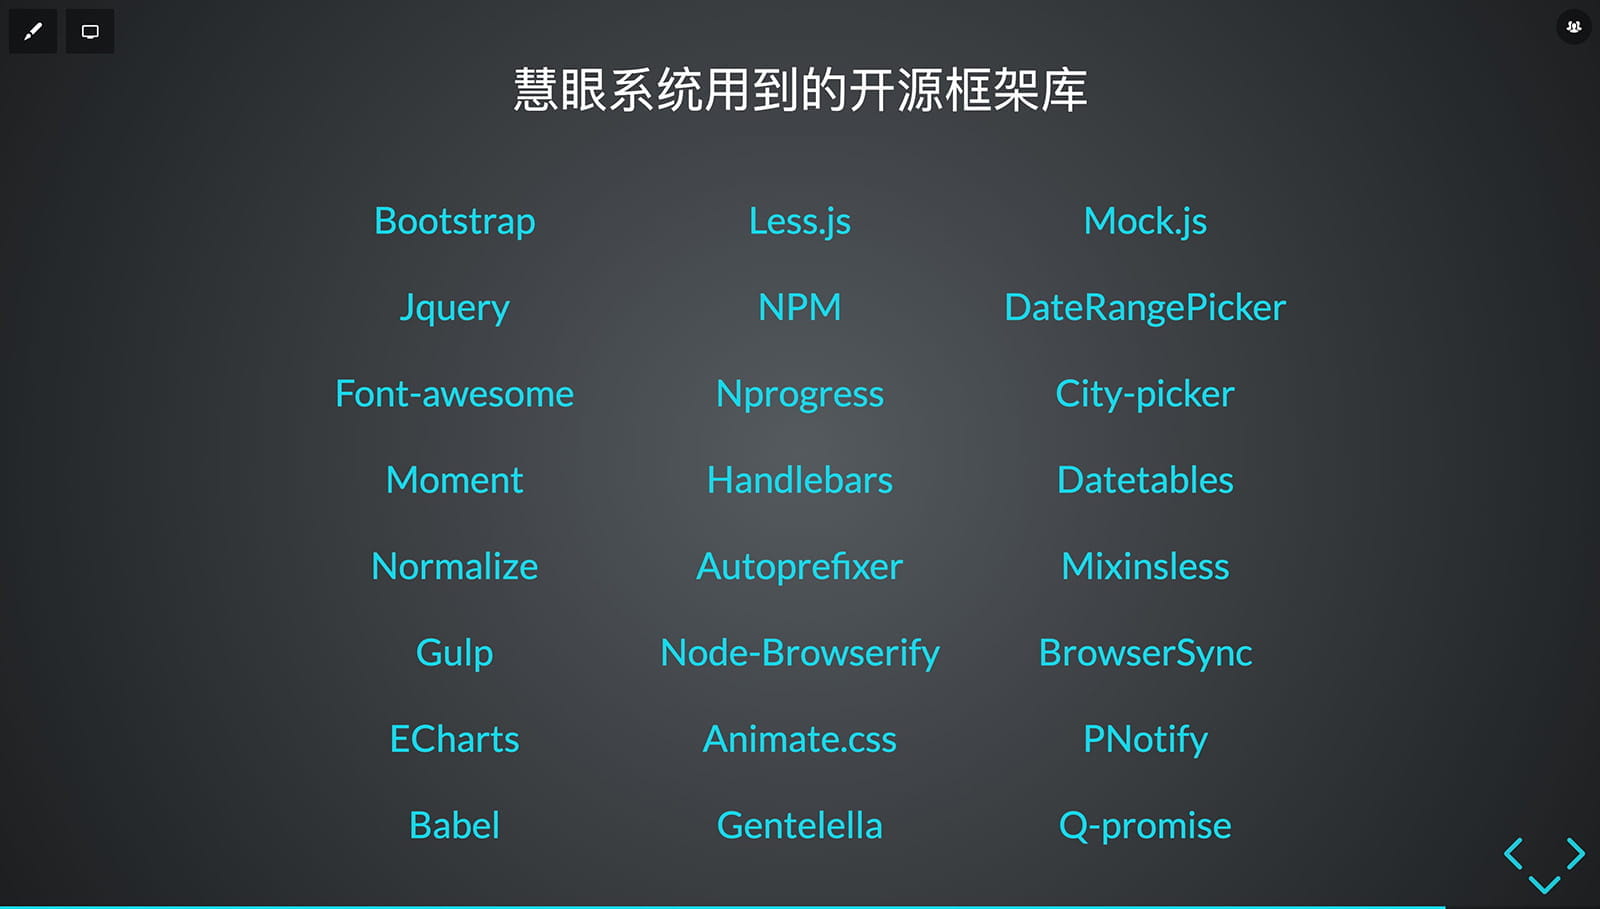 慧眼系统用到的开源框架库
Bootstrap Less.js Mock.js
Jquery NPM DateRangePicker
Font-awesome Nprogress City-picker
Moment Handlebars Datetables
Normalize Autoprefixer Mixinsless
Gulp Node-Browserify BrowserSync
ECharts Animate.css PNotify
Babel Gentelella Q-promise